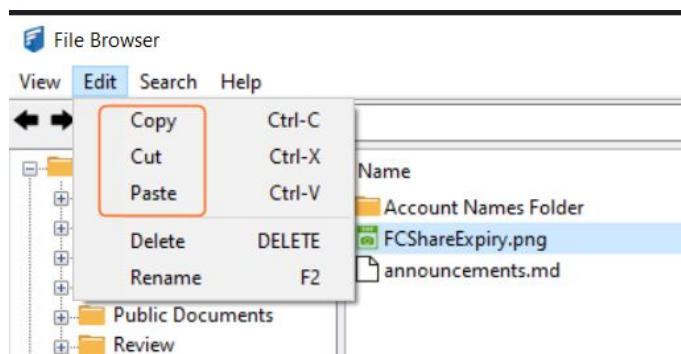 File Browser
View Edit Search Help
Copy Ctrl-C
Cut Ctrl-X
Paste Ctrl-V
Delete DELETE
Rename F2
Public Documents
Review
Name
Account Names Folder
FCShareExpiry.png
announcements.md